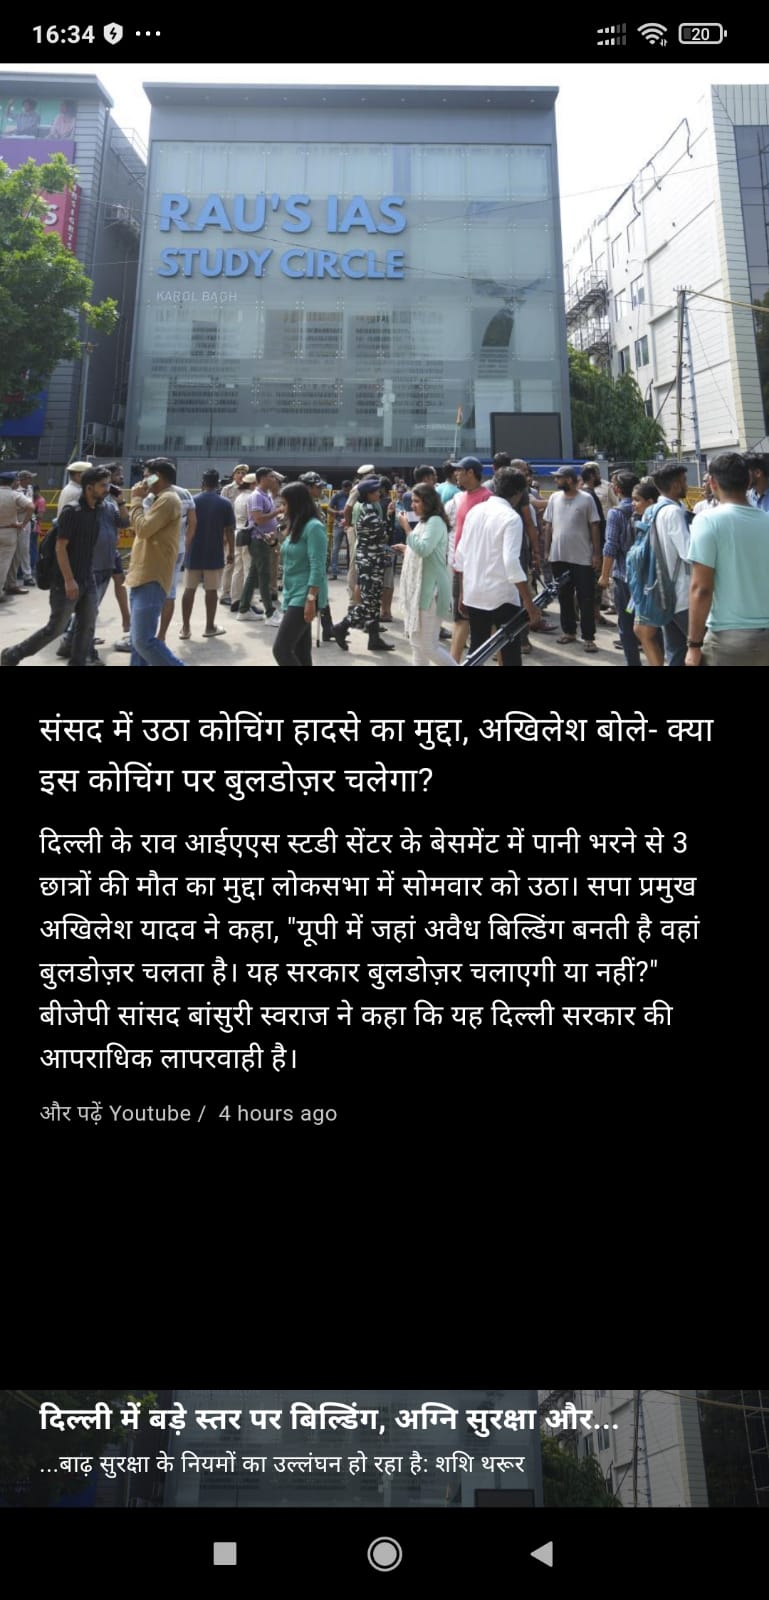 16:34
20
RAU'S IAS
STUDY CIRCLE
KAROL BAGH
संसद में उठा कोचिंग हादसे का मुद्दा, अखिलेश बोले- क्या
इस कोचिंग पर बुलडोज़र चलेगा?
दिल्ली के राव आईएएस स्टडी सेंटर के बेसमेंट में पानी भरने से 3
छात्रों की मौत का मुद्दा लोकसभा में सोमवार को उठा। सपा प्रमुख
अखिलेश यादव ने कहा, "यूपी में जहां अवैध बिल्डिंग बनती है वहां
बुलडोज़र चलता है। यह सरकार बुलडोज़र चलाएगी या नहीं?"
बीजेपी सांसद बांसुरी स्वराज ने कहा कि यह दिल्ली सरकार की
आपराधिक लापरवाही है।
और पढ़ें Youtube / 4 hours ago
दिल्ली में बड़े स्तर पर बिल्डिंग, अग्नि सुरक्षा और...
...बाढ़ सुरक्षा के नियमों का उल्लंघन हो रहा है: शशि थरूर